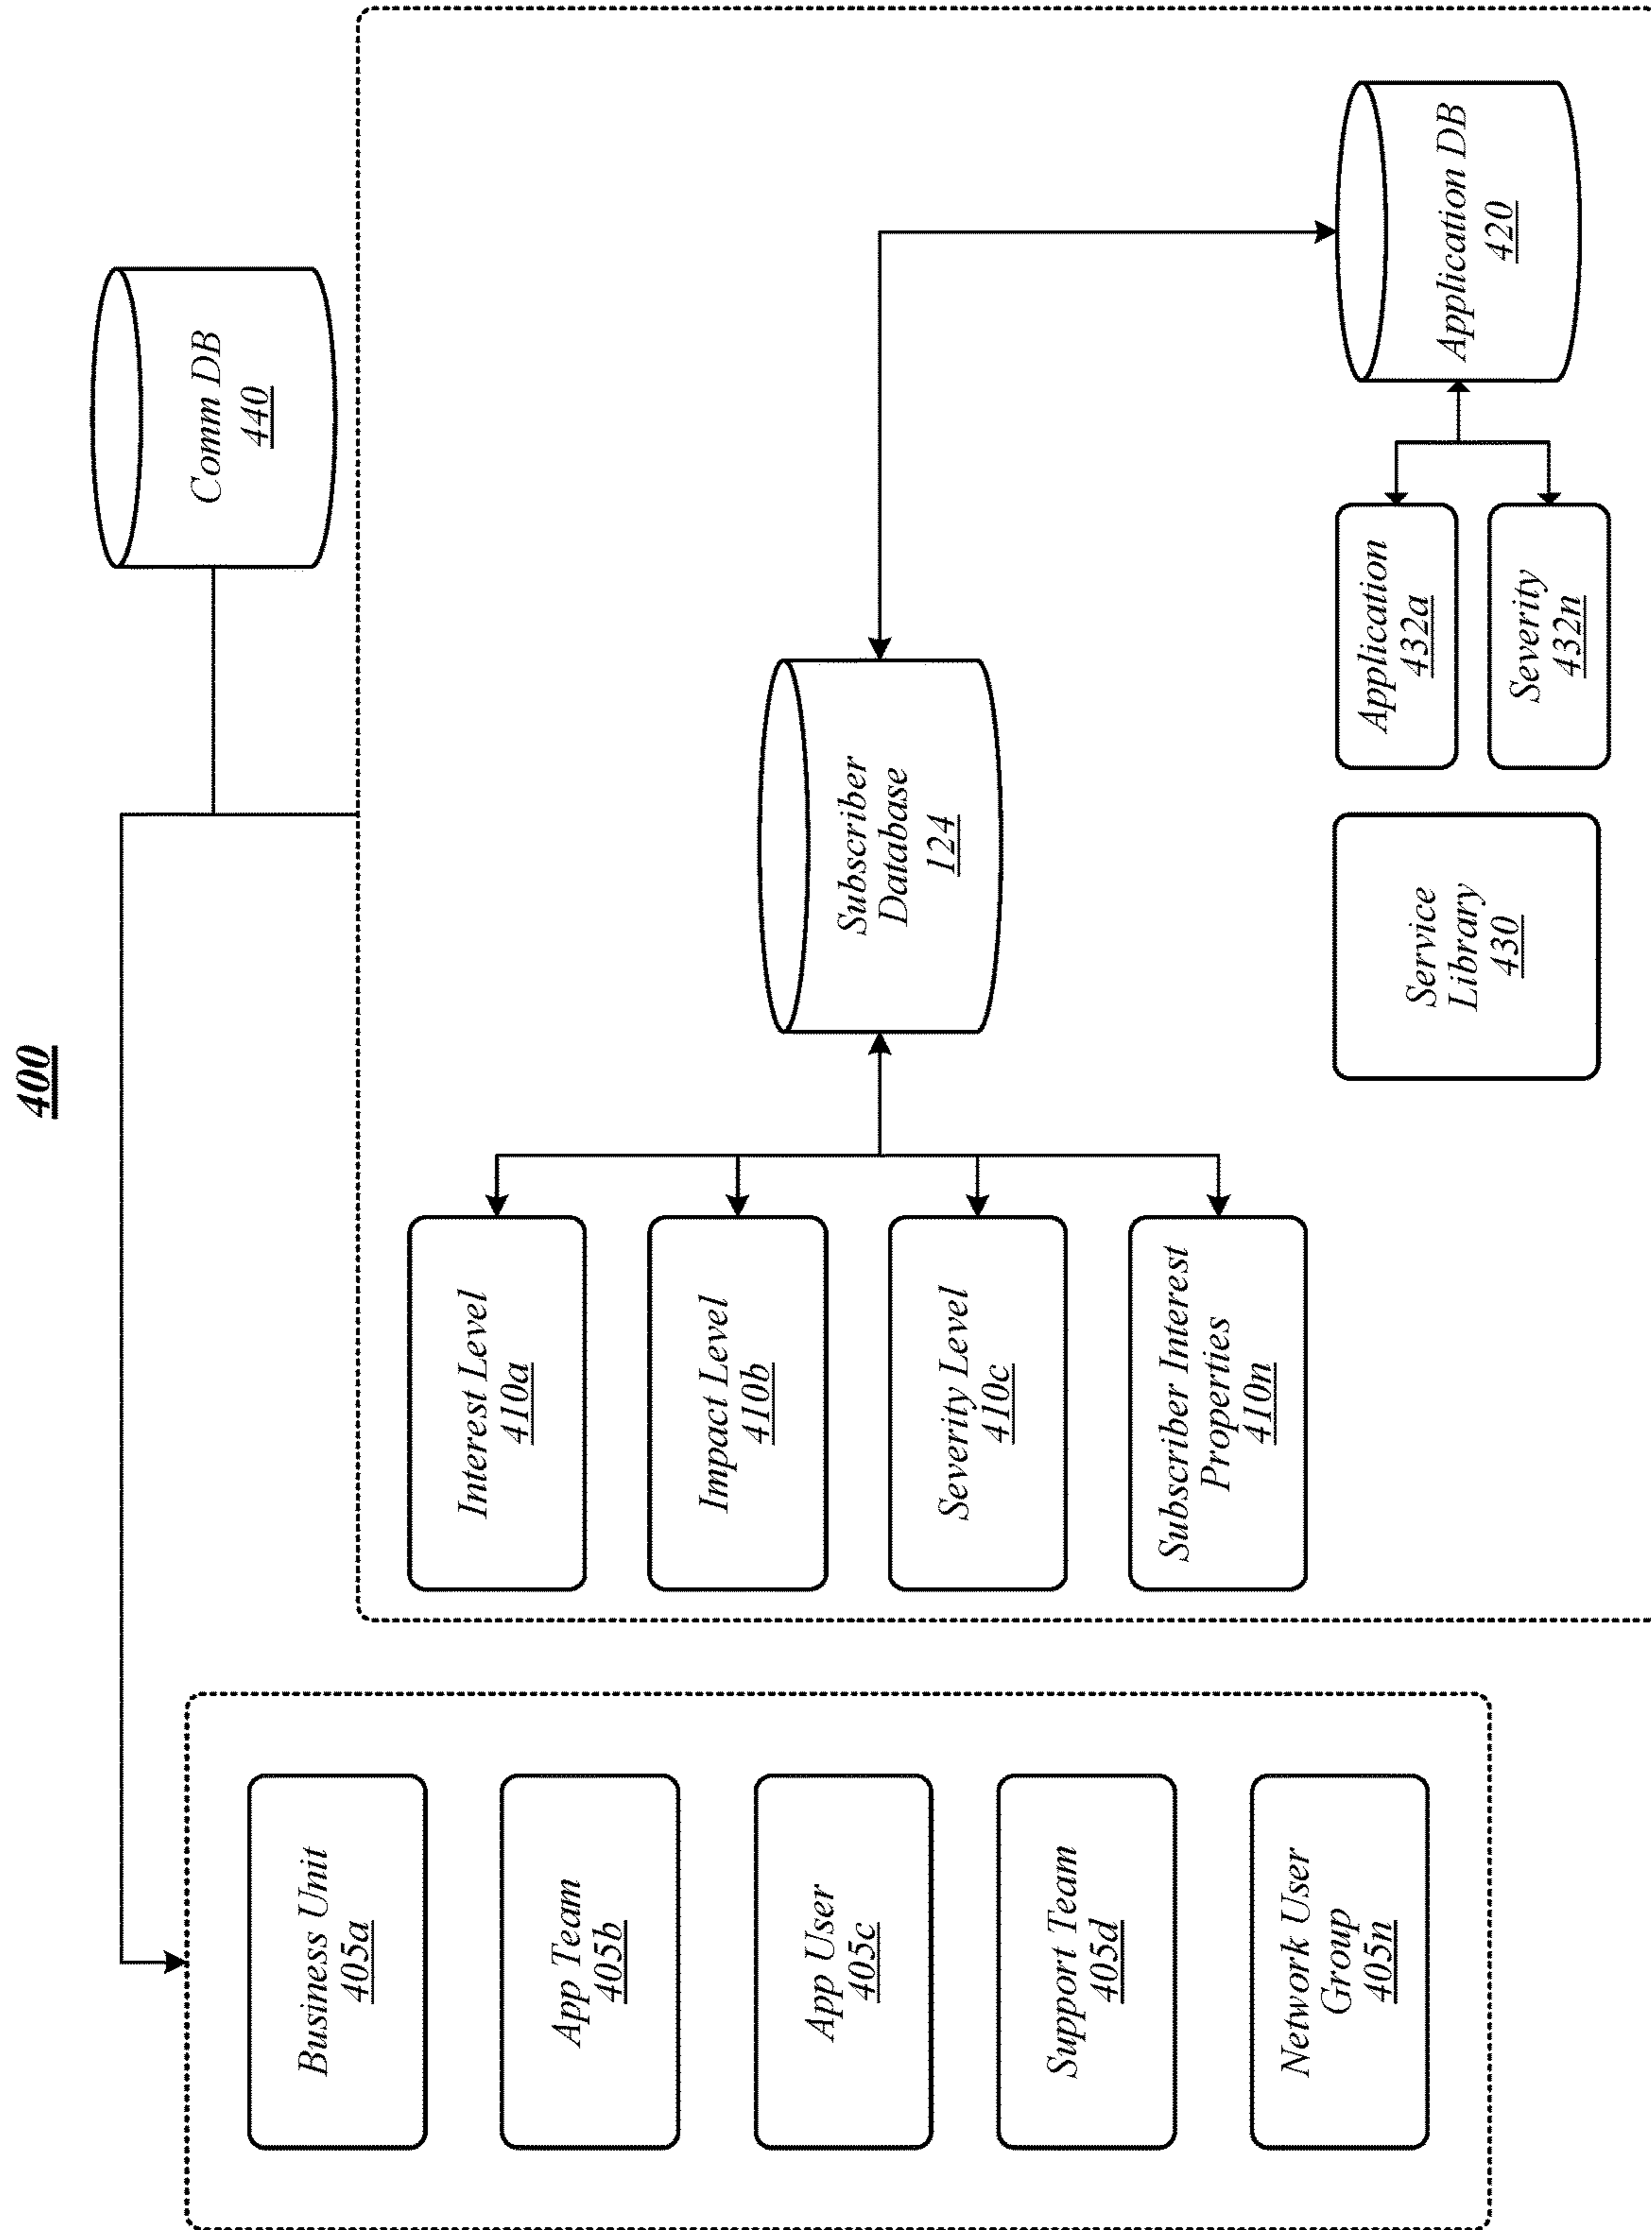 400
Business Unit
405a
App Team
405b
App User
405c
Support Team
405d
Network User
Group
405n
Comm DB
440
Interest Level
410a
Impact Level
410b
Severity Level
410c
Subscriber Interest
Properties
410n
Subscriber
Database
124
Service
Library
430
Application
432a
Severity
432n
Application DB
420